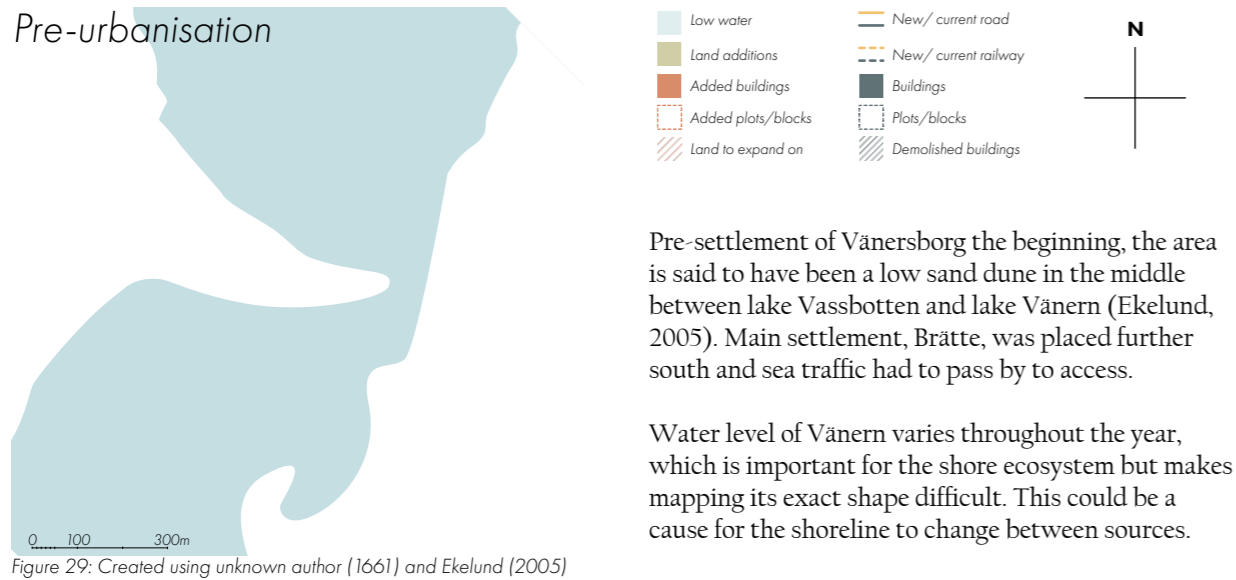 Pre-urbanisation
0 100 300m
Figure 29: Created using unknown author (1661) and Ekelund (2005)
Low water
Land additions
Added buildings
Added plots/blocks
Land to expand on
New/ current road
New/ current railway
Buildings
Plots/blocks
Demolished buildings
N
Pre-settlement of Vänersborg the beginning, the area
is said to have been a low sand dune in the middle
between lake Vassbotten and lake Vänern (Ekelund,
2005). Main settlement, Brätte, was placed further
south and sea traffic had to pass by to access.
Water level of Vänern varies throughout the year,
which is important for the shore ecosystem but makes
mapping its exact shape difficult. This could be a
cause for the shoreline to change between sources.